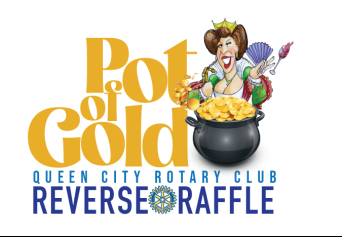 Pot
of
Gold
QUEEN CITY ROTARY CLUB
REVERSE RAFFLE